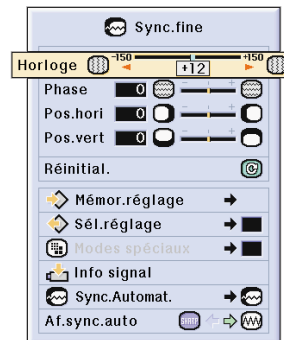 Sync.fine
-150 +150
Horloge +12
Phase 0
Pos.hori 0
Pos.vert 0
Réinitial.
Mémor.réglage
Sél.réglage
Modes spéciaux
Info signal
Sync.Automat.
Af.sync.auto